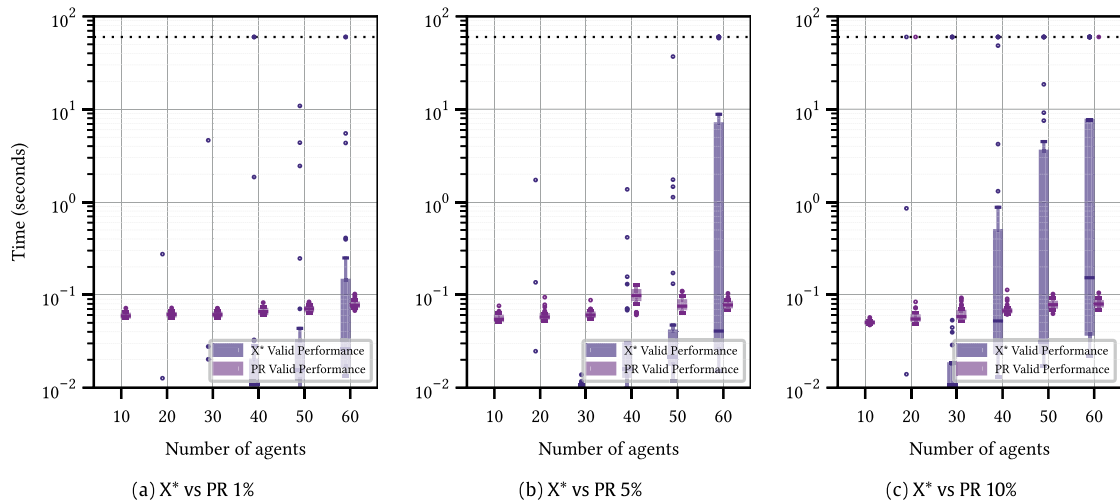 Time (seconds)
10²
10¹
10⁰
10⁻¹
10⁻²
X* Valid Performance
PR Valid Performance
10 20 30 40 50 60
Number of agents
(a) X* vs PR 1%
10²
10¹
10⁰
10⁻¹
10⁻²
X* Valid Performance
PR Valid Performance
10 20 30 40 50 60
Number of agents
(b) X* vs PR 5%
10²
10¹
10⁰
10⁻¹
10⁻²
X* Valid Performance
PR Valid Performance
10 20 30 40 50 60
Number of agents
(c) X* vs PR 10%